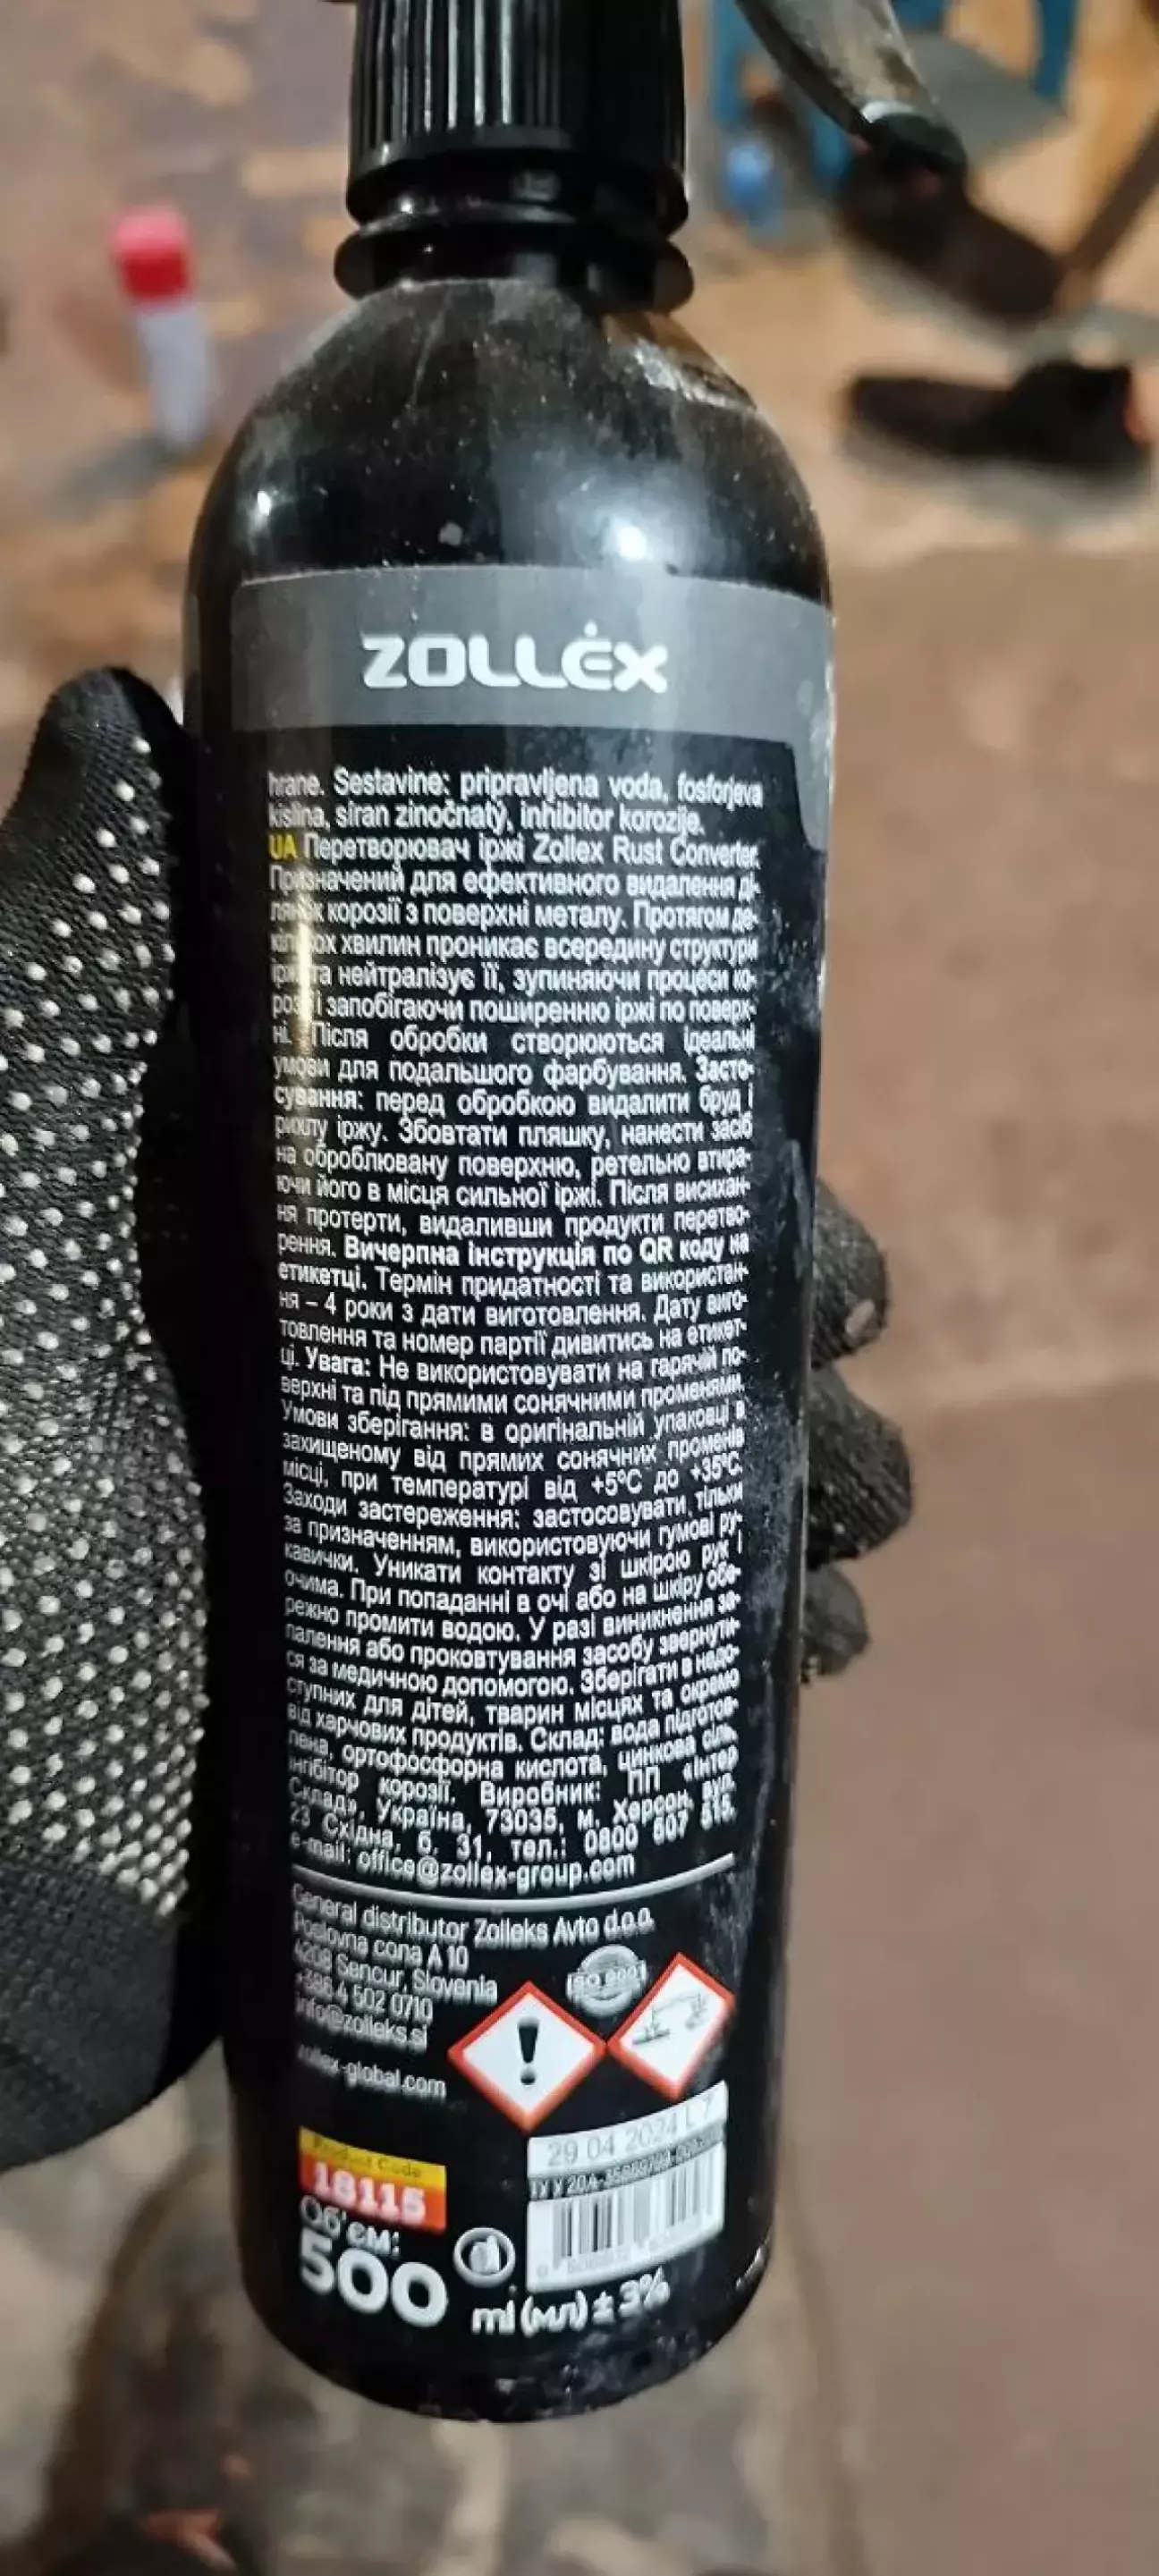 ZOLLEX
hrane. Sestavine: pripravljena voda, fosforjeva
kislina, siran zinočnatý, inhibitor korozije.
UA Перетворювач іржі Zollex Rust Converter.
Призначений для ефективного видалення ді-
лянок корозії з поверхні металу. Протягом де-
кількох хвилин проникає всередину структури
іржі та нейтралізує її, зупиняючи процеси ко-
розії і запобігаючи поширенню іржі по поверх-
ні. Після обробки створюються ідеальні
умови для подальшого фарбування. Засто-
сування: перед обробкою видалити бруд і
рихлу іржу. Збовтати пляшку, нанести засіб
на оброблювану поверхню, ретельно втира-
ючи його в місця сильної іржі. Після висихан-
ня протерти, видаливши продукти перетво-
рення. Вичерпна інструкція по QR коду на
етикетці. Термін придатності та використан-
ня – 4 роки з дати виготовлення. Дату виго-
товлення та номер партії дивитись на етикет-
ці. Увага: Не використовувати на гарячій по-
верхні та під прямими сонячними променями.
Умови зберігання: в оригінальній упаковці в
захищеному від прямих сонячних променів
місці, при температурі від +5°C до +35°C.
Заходи застереження: застосовувати тільки
за призначенням, використовуючи гумові ру-
кавички. Уникати контакту зі шкірою рук і
очима. При попаданні в очі або на шкіру обе-
режно промити водою. У разі виникнення за-
палення або проковтування засобу звернути-
ся за медичною допомогою. Зберігати в недо-
ступних для дітей, тварин місцях та окремо
від харчових продуктів. Склад: вода підготов-
лена, ортофосфорна кислота, цинкова сіль,
інгібітор корозії. Виробник: ПП «Інтер
Склад», Україна, 73035, м. Херсон, вул.
23 Східна, б. 31, тел.: 0800 607 615,
e-mail: office@zollex-group.com
General distributor Zolleks Avto d.o.o.
Poslovna cona A 10
4208 Sencur, Slovenia
+386 4 502 0710
info@zolleks.si
zollex-global.com
ISO 9001
Product Code
18115
29 04 2024 L 7
ТУ У 20.4-
Об'єм:
500
ml (мл) ± 3%